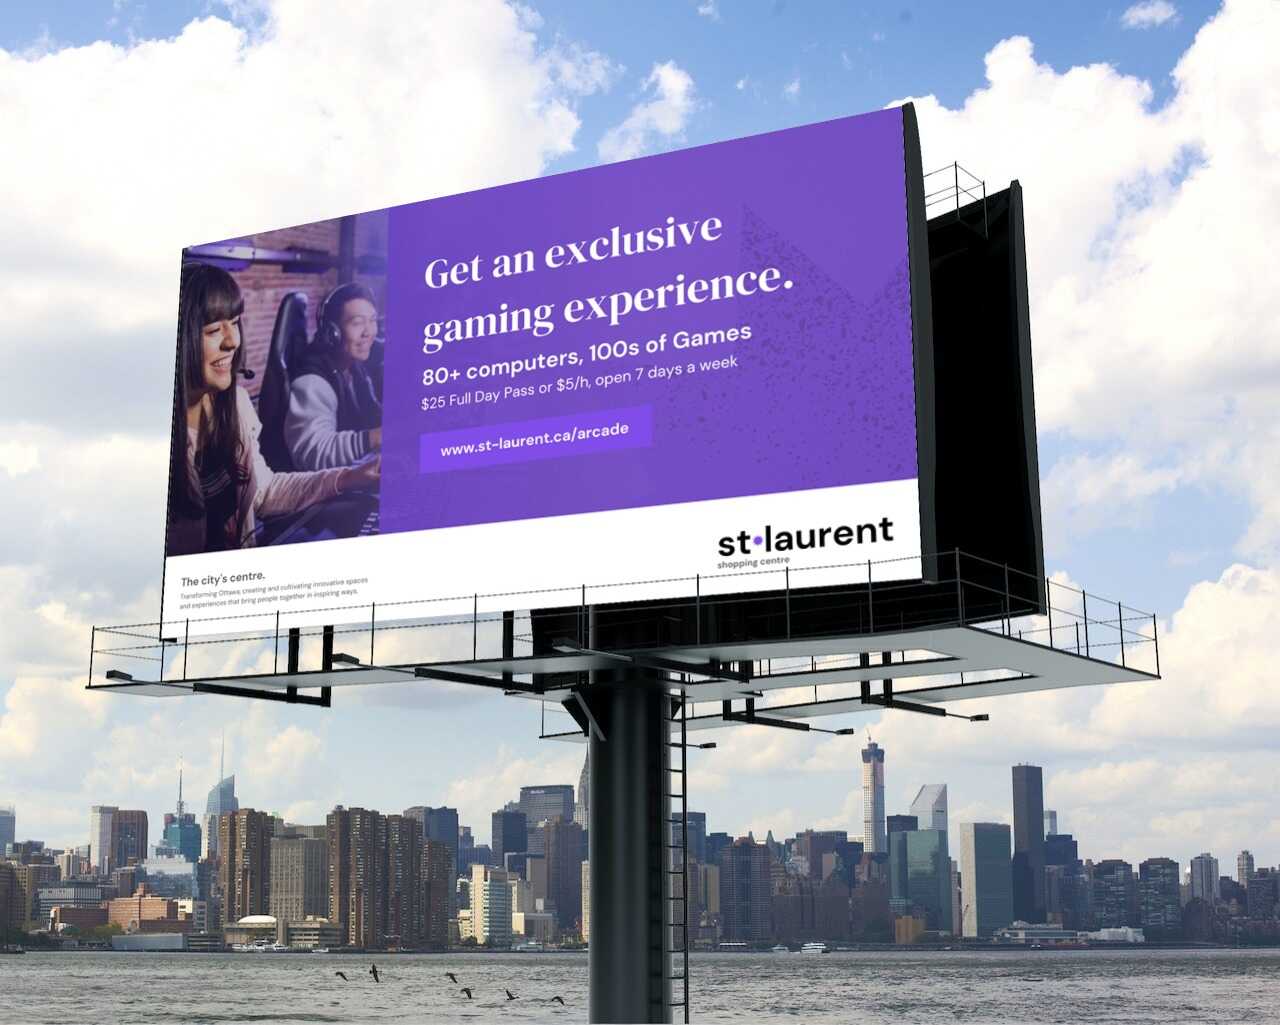 Get an exclusive
gaming experience.
80+ computers, 100s of Games
$25 Full Day Pass or $5/h, open 7 days a week
www.st-laurent.ca/arcade
The city's centre.
Transforming Ottawa; creating and cultivating innovative spaces
and experiences that bring people together in inspiring ways.
st•laurent
shopping centre